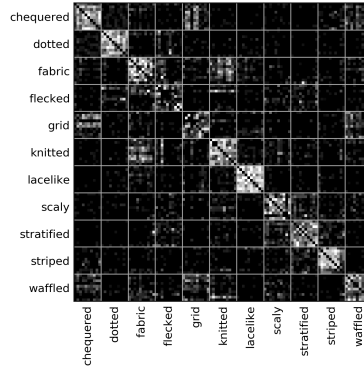 chequered
dotted
fabric
flecked
grid
knitted
lacelike
scaly
stratified
striped
waffled
chequered
dotted
fabric
flecked
grid
knitted
lacelike
scaly
stratified
striped
waffled